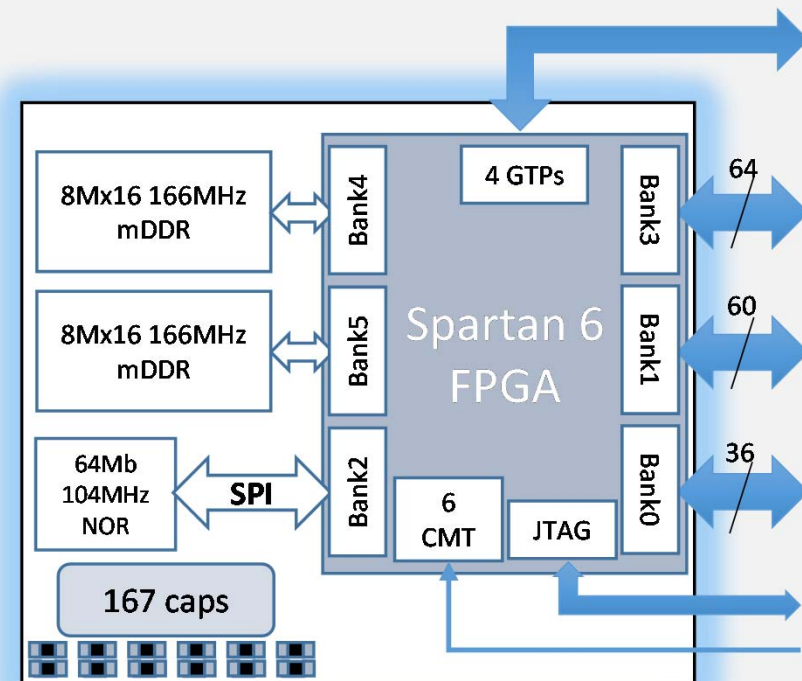 4 GTPs
64
8Mx16 166MHz
mDDR
Bank4
Bank3
8Mx16 166MHz
mDDR
Bank5
Spartan 6
FPGA
60
Bank1
64Mb
104MHz
NOR
SPI
Bank2
6
CMT
JTAG
36
Bank0
167 caps